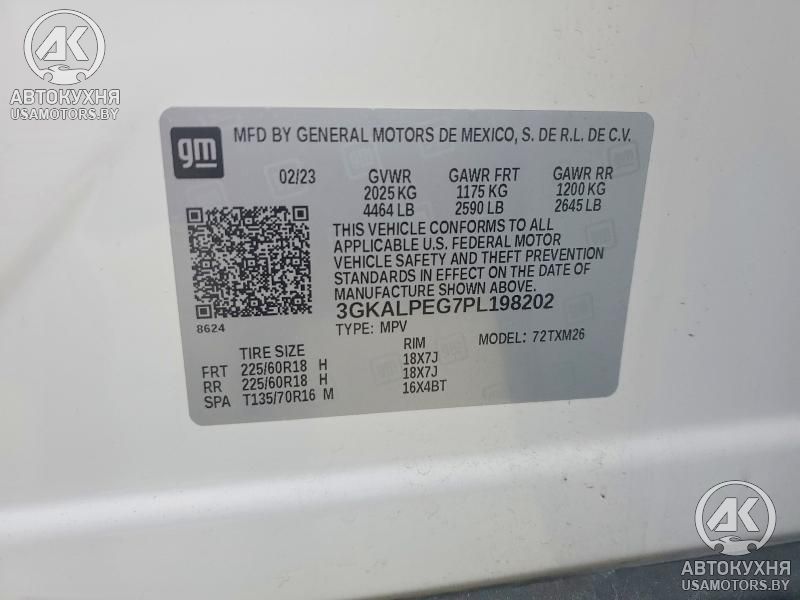 AK
АВТОКУХНЯ
USAMOTORS.BY
gm
MFD BY GENERAL MOTORS DE MEXICO, S. DE R.L. DE C.V.
02/23 GVWR GAWR FRT GAWR RR
2025 KG 1175 KG 1200 KG
4464 LB 2590 LB 2645 LB
THIS VEHICLE CONFORMS TO ALL
APPLICABLE U.S. FEDERAL MOTOR
VEHICLE SAFETY AND THEFT PREVENTION
STANDARDS IN EFFECT ON THE DATE OF
MANUFACTURE SHOWN ABOVE.
3GKALPEG7PL198202
8624
TYPE: MPV MODEL: 72TXM26
TIRE SIZE RIM
FRT 225/60R18 H 18X7J
RR 225/60R18 H 18X7J
SPA T135/70R16 M 16X4BT
AK
АВТОКУХНЯ
USAMOTORS.BY